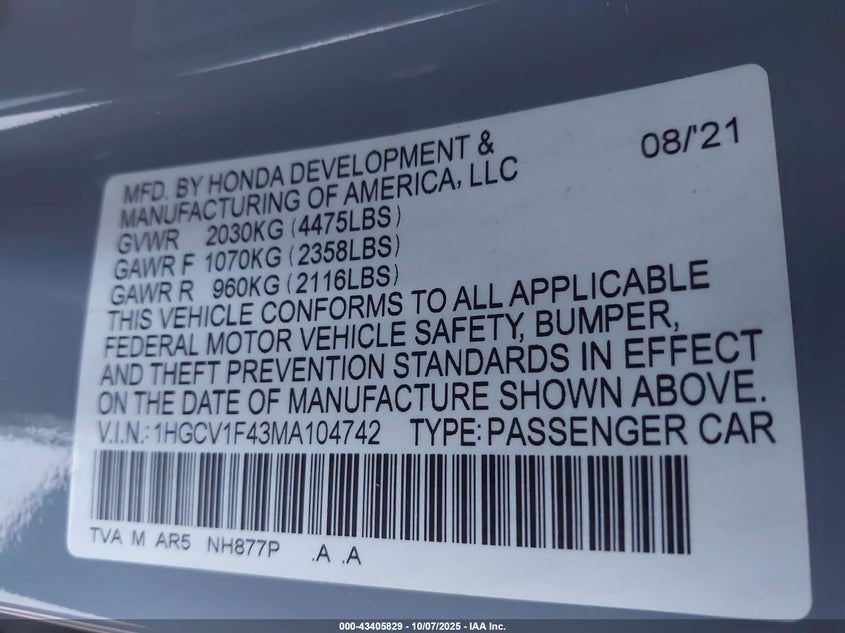 08/'21
MFD. BY HONDA DEVELOPMENT &
MANUFACTURING OF AMERICA, LLC
GVWR 2030KG (4475LBS)
GAWR F 1070KG (2358LBS)
GAWR R 960KG (2116LBS)
THIS VEHICLE CONFORMS TO ALL APPLICABLE
FEDERAL MOTOR VEHICLE SAFETY, BUMPER,
AND THEFT PREVENTION STANDARDS IN EFFECT
ON THE DATE OF MANUFACTURE SHOWN ABOVE.
V.I.N.: 1HGCV1F43MA104742 TYPE: PASSENGER CAR
TVA M AR5 NH877P .A .A
000-43405829 - 10/07/2025 - IAA Inc.